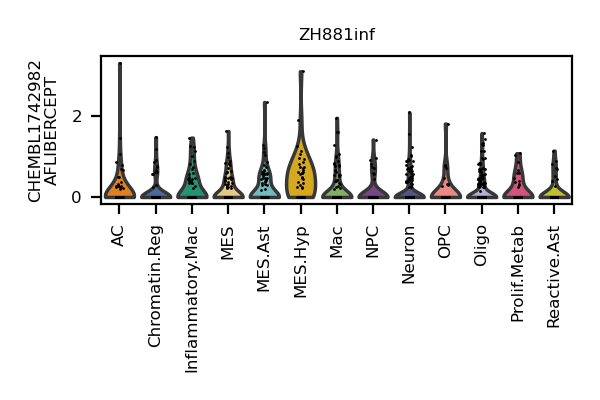 ZH881inf
CHEMBL1742982
AFLIBERCEPT
2
0
AC
Chromatin.Reg
Inflammatory.Mac
MES
MES.Ast
MES.Hyp
Mac
NPC
Neuron
OPC
Oligo
Prolif.Metab
Reactive.Ast